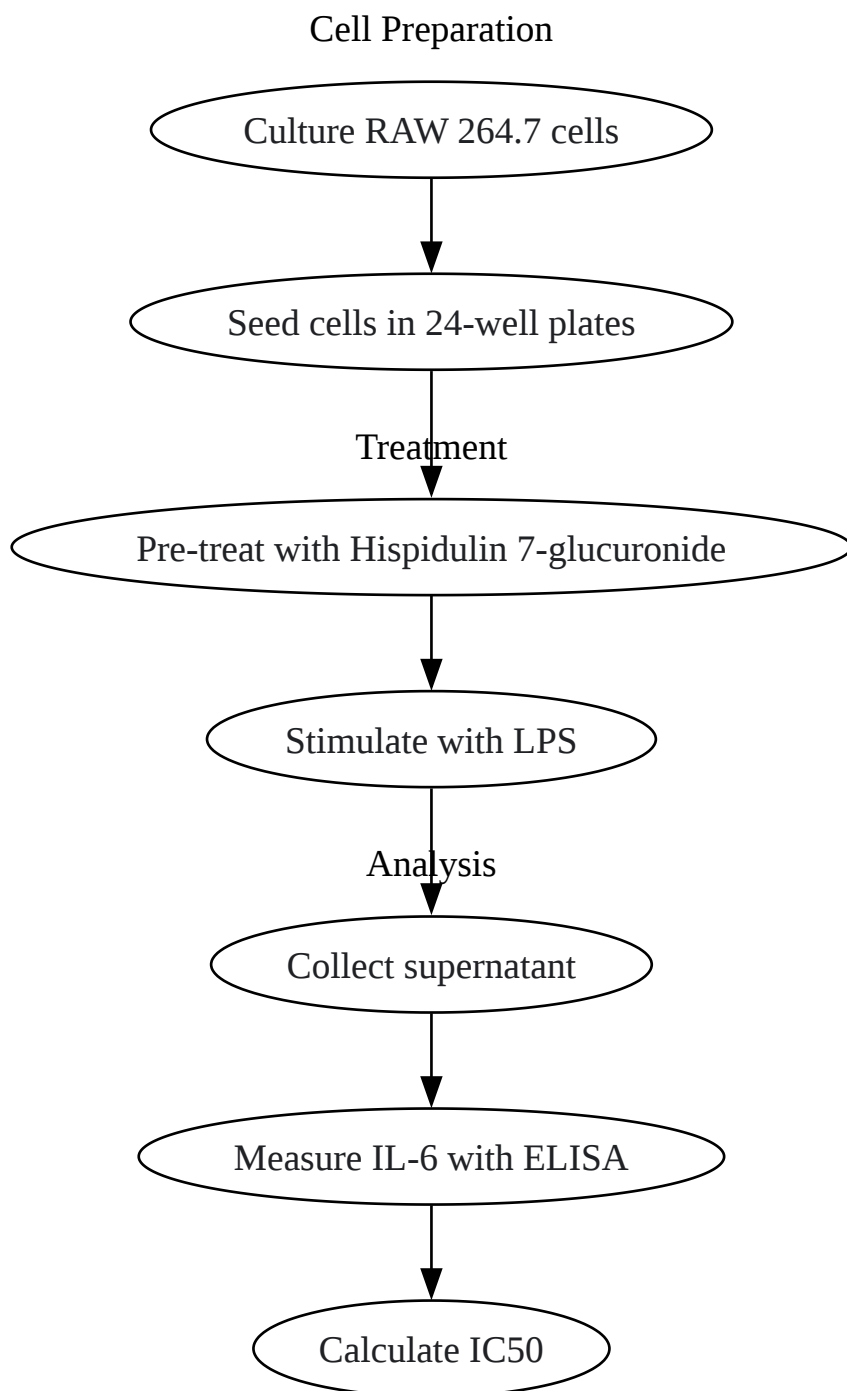 Cell Preparation
Culture RAW 264.7 cells
Seed cells in 24-well plates
Treatment
Pre-treat with Hispidulin 7-glucuronide
Stimulate with LPS
Analysis
Collect supernatant
Measure IL-6 with ELISA
Calculate IC50